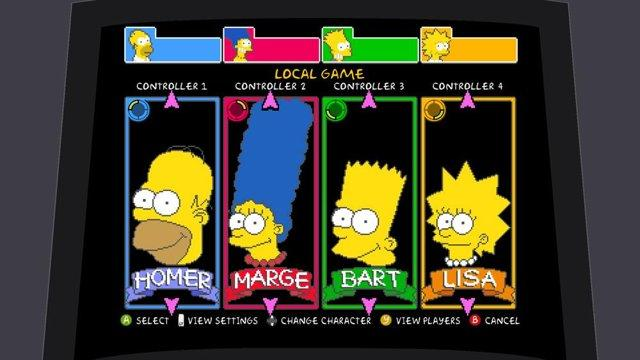 LOCAL GAME
CONTROLLER 1 CONTROLLER 2 CONTROLLER 3 CONTROLLER 4
HOMER MARGE BART LISA
A SELECT VIEW SETTINGS CHANGE CHARACTER Y VIEW PLAYERS B CANCEL